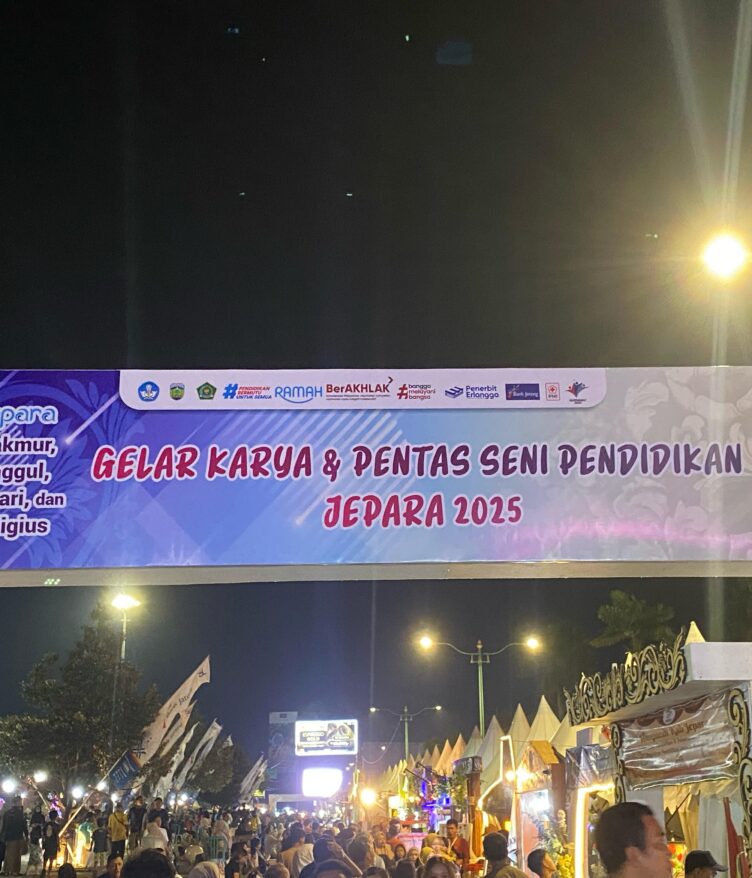 #PENDIDIKAN
BERMUTU
UNTUK SEMUA
RAMAH
BerAKHLAK
#bangga
melayani
bangsa
Penerbit
Erlangga
Bank Jateng
para
akmur,
nggul,
ari, dan
ligius
GELAR KARYA & PENTAS SENI PENDIDIKAN
JEPARA 2025